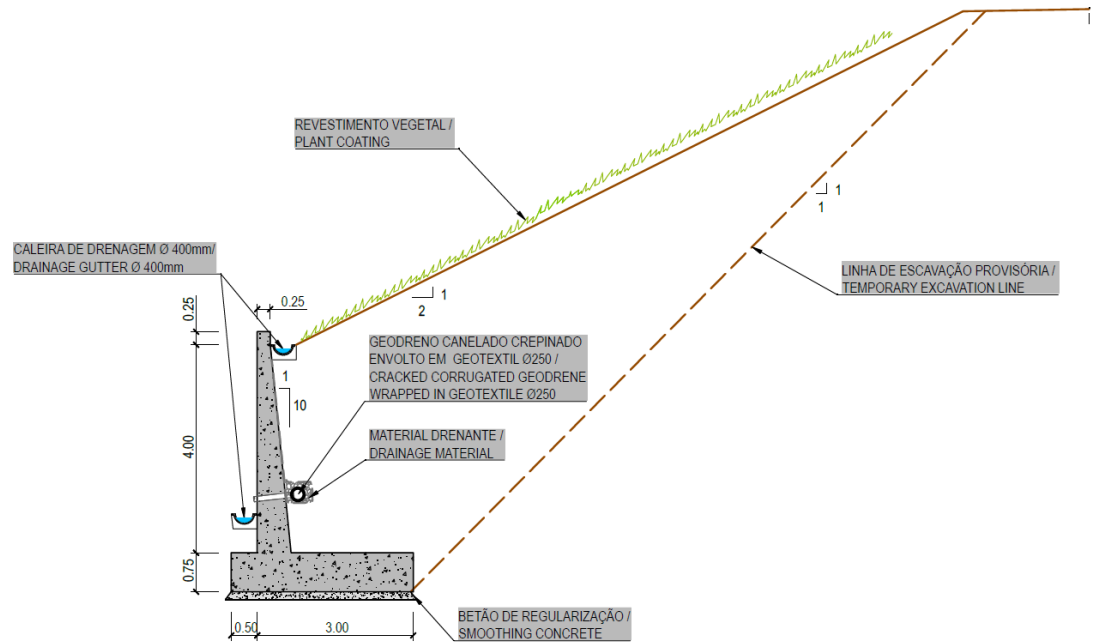 REVESTIMENTO VEGETAL /
PLANT COATING
1
1
CALEIRA DE DRENAGEM Ø 400mm/
DRAINAGE GUTTER Ø 400mm
LINHA DE ESCAVAÇÃO PROVISÓRIA /
TEMPORARY EXCAVATION LINE
1
2
0.25
0.25
GEODRENO CANELADO CREPINADO
ENVOLTO EM GEOTEXTIL Ø250 /
CRACKED CORRUGATED GEODRENE
WRAPPED IN GEOTEXTILE Ø250
1
10
MATERIAL DRENANTE /
DRAINAGE MATERIAL
4.00
0.75
BETÃO DE REGULARIZAÇÃO /
SMOOTHING CONCRETE
0.50
3.00